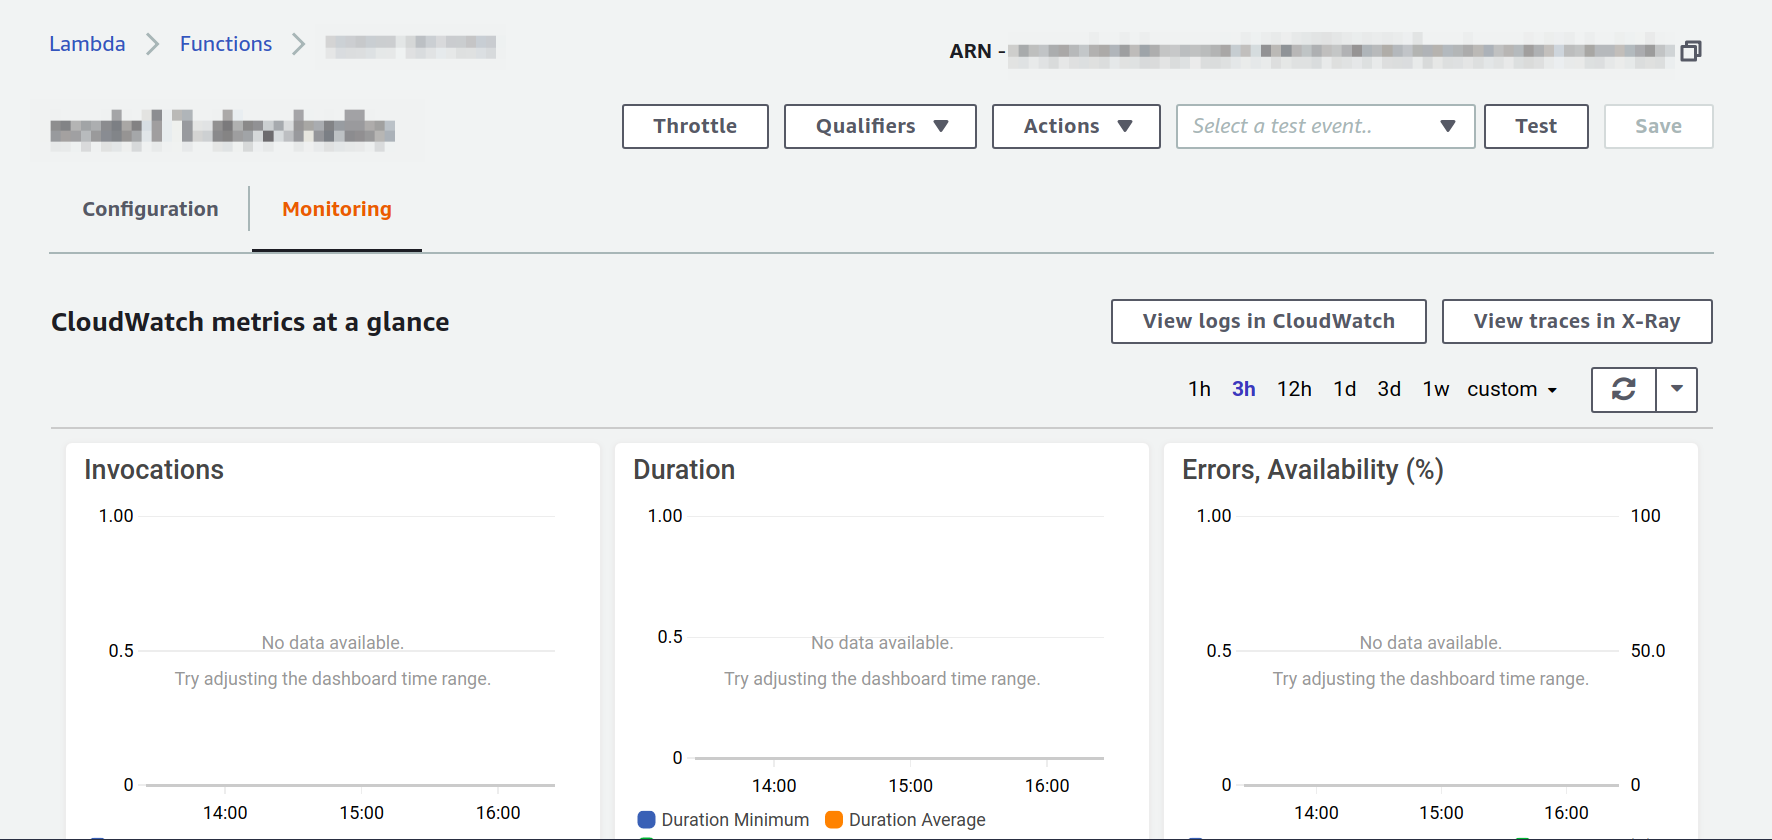 Lambda > Functions >
ARN -
Throttle Qualifiers Actions Select a test event.. Test Save
Configuration Monitoring
CloudWatch metrics at a glance
View logs in CloudWatch View traces in X-Ray
1h 3h 12h 1d 3d 1w custom
Invocations
1.00
0.5
0
No data available.
Try adjusting the dashboard time range.
14:00 15:00 16:00
Duration
1.00
0.5
0
No data available.
Try adjusting the dashboard time range.
14:00 15:00 16:00
Duration Minimum Duration Average
Errors, Availability (%)
1.00 100
0.5 50.0
0 0
No data available.
Try adjusting the dashboard time range.
14:00 15:00 16:00